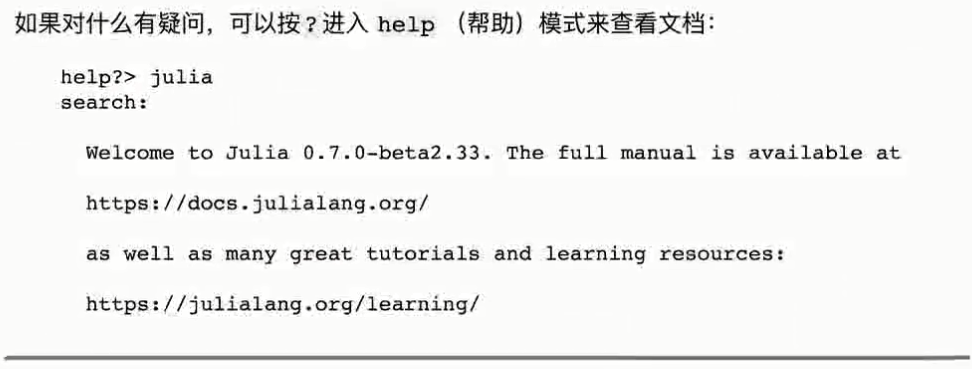 如果对什么有疑问，可以按?进入 help （帮助）模式来查看文档：
help?> julia
search:
Welcome to Julia 0.7.0-beta2.33. The full manual is available at
https://docs.julialang.org/
as well as many great tutorials and learning resources:
https://julialang.org/learning/